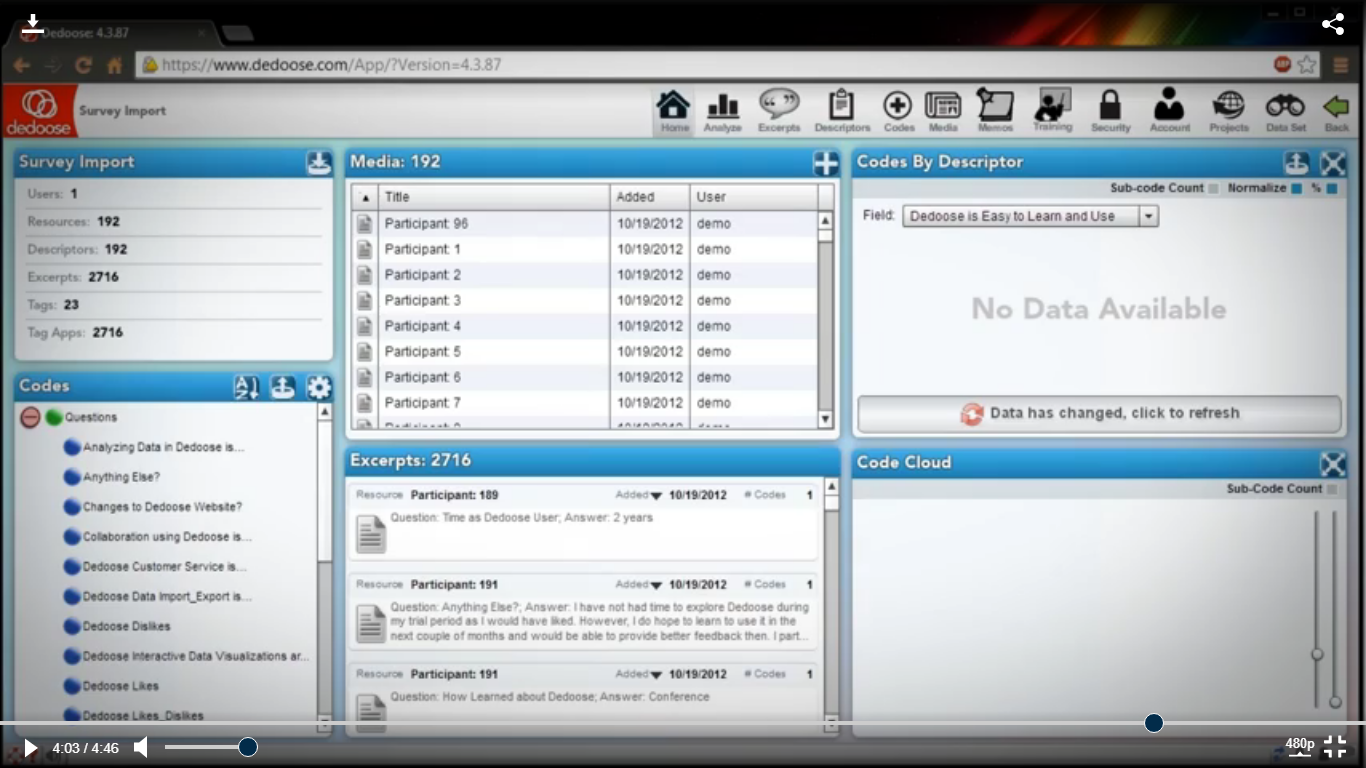 Dedoose: 4.3.87
https://www.dedoose.com/App/?Version=4.3.87
dedoose
Survey Import
Home
Analyze
Excerpts
Descriptors
Codes
Media
Memos
Training
Security
Account
Projects
Data Set
Back
Survey Import
Users: 1
Resources: 192
Descriptors: 192
Excerpts: 2716
Tags: 23
Tag Apps: 2716
Codes
Questions
Analyzing Data in Dedoose is...
Anything Else?
Changes to Dedoose Website?
Collaboration using Dedoose is...
Dedoose Customer Service is...
Dedoose Data Import_Export is...
Dedoose Dislikes
Dedoose Interactive Data Visualizations ar...
Dedoose Likes
Dedoose Likes_Dislikes
Media: 192
Title Added User
Participant: 96 10/19/2012 demo
Participant: 1 10/19/2012 demo
Participant: 2 10/19/2012 demo
Participant: 3 10/19/2012 demo
Participant: 4 10/19/2012 demo
Participant: 5 10/19/2012 demo
Participant: 6 10/19/2012 demo
Participant: 7 10/19/2012 demo
Excerpts: 2716
Resource Participant: 189 Added 10/19/2012 # Codes 1
Question: Time as Dedoose User; Answer: 2 years
Resource Participant: 191 Added 10/19/2012 # Codes 1
Question: Anything Else?; Answer: I have not had time to explore Dedoose during
my trial period as I would have liked. However, I do hope to learn to use it in the
next couple of months and would be able to provide better feedback then. I part...
Resource Participant: 191 Added 10/19/2012 # Codes 1
Question: How Learned about Dedoose; Answer: Conference
Codes By Descriptor
Sub-code Count Normalize %
Field: Dedoose is Easy to Learn and Use
No Data Available
Data has changed, click to refresh
Code Cloud
Sub-Code Count
4:03 / 4:46
480p